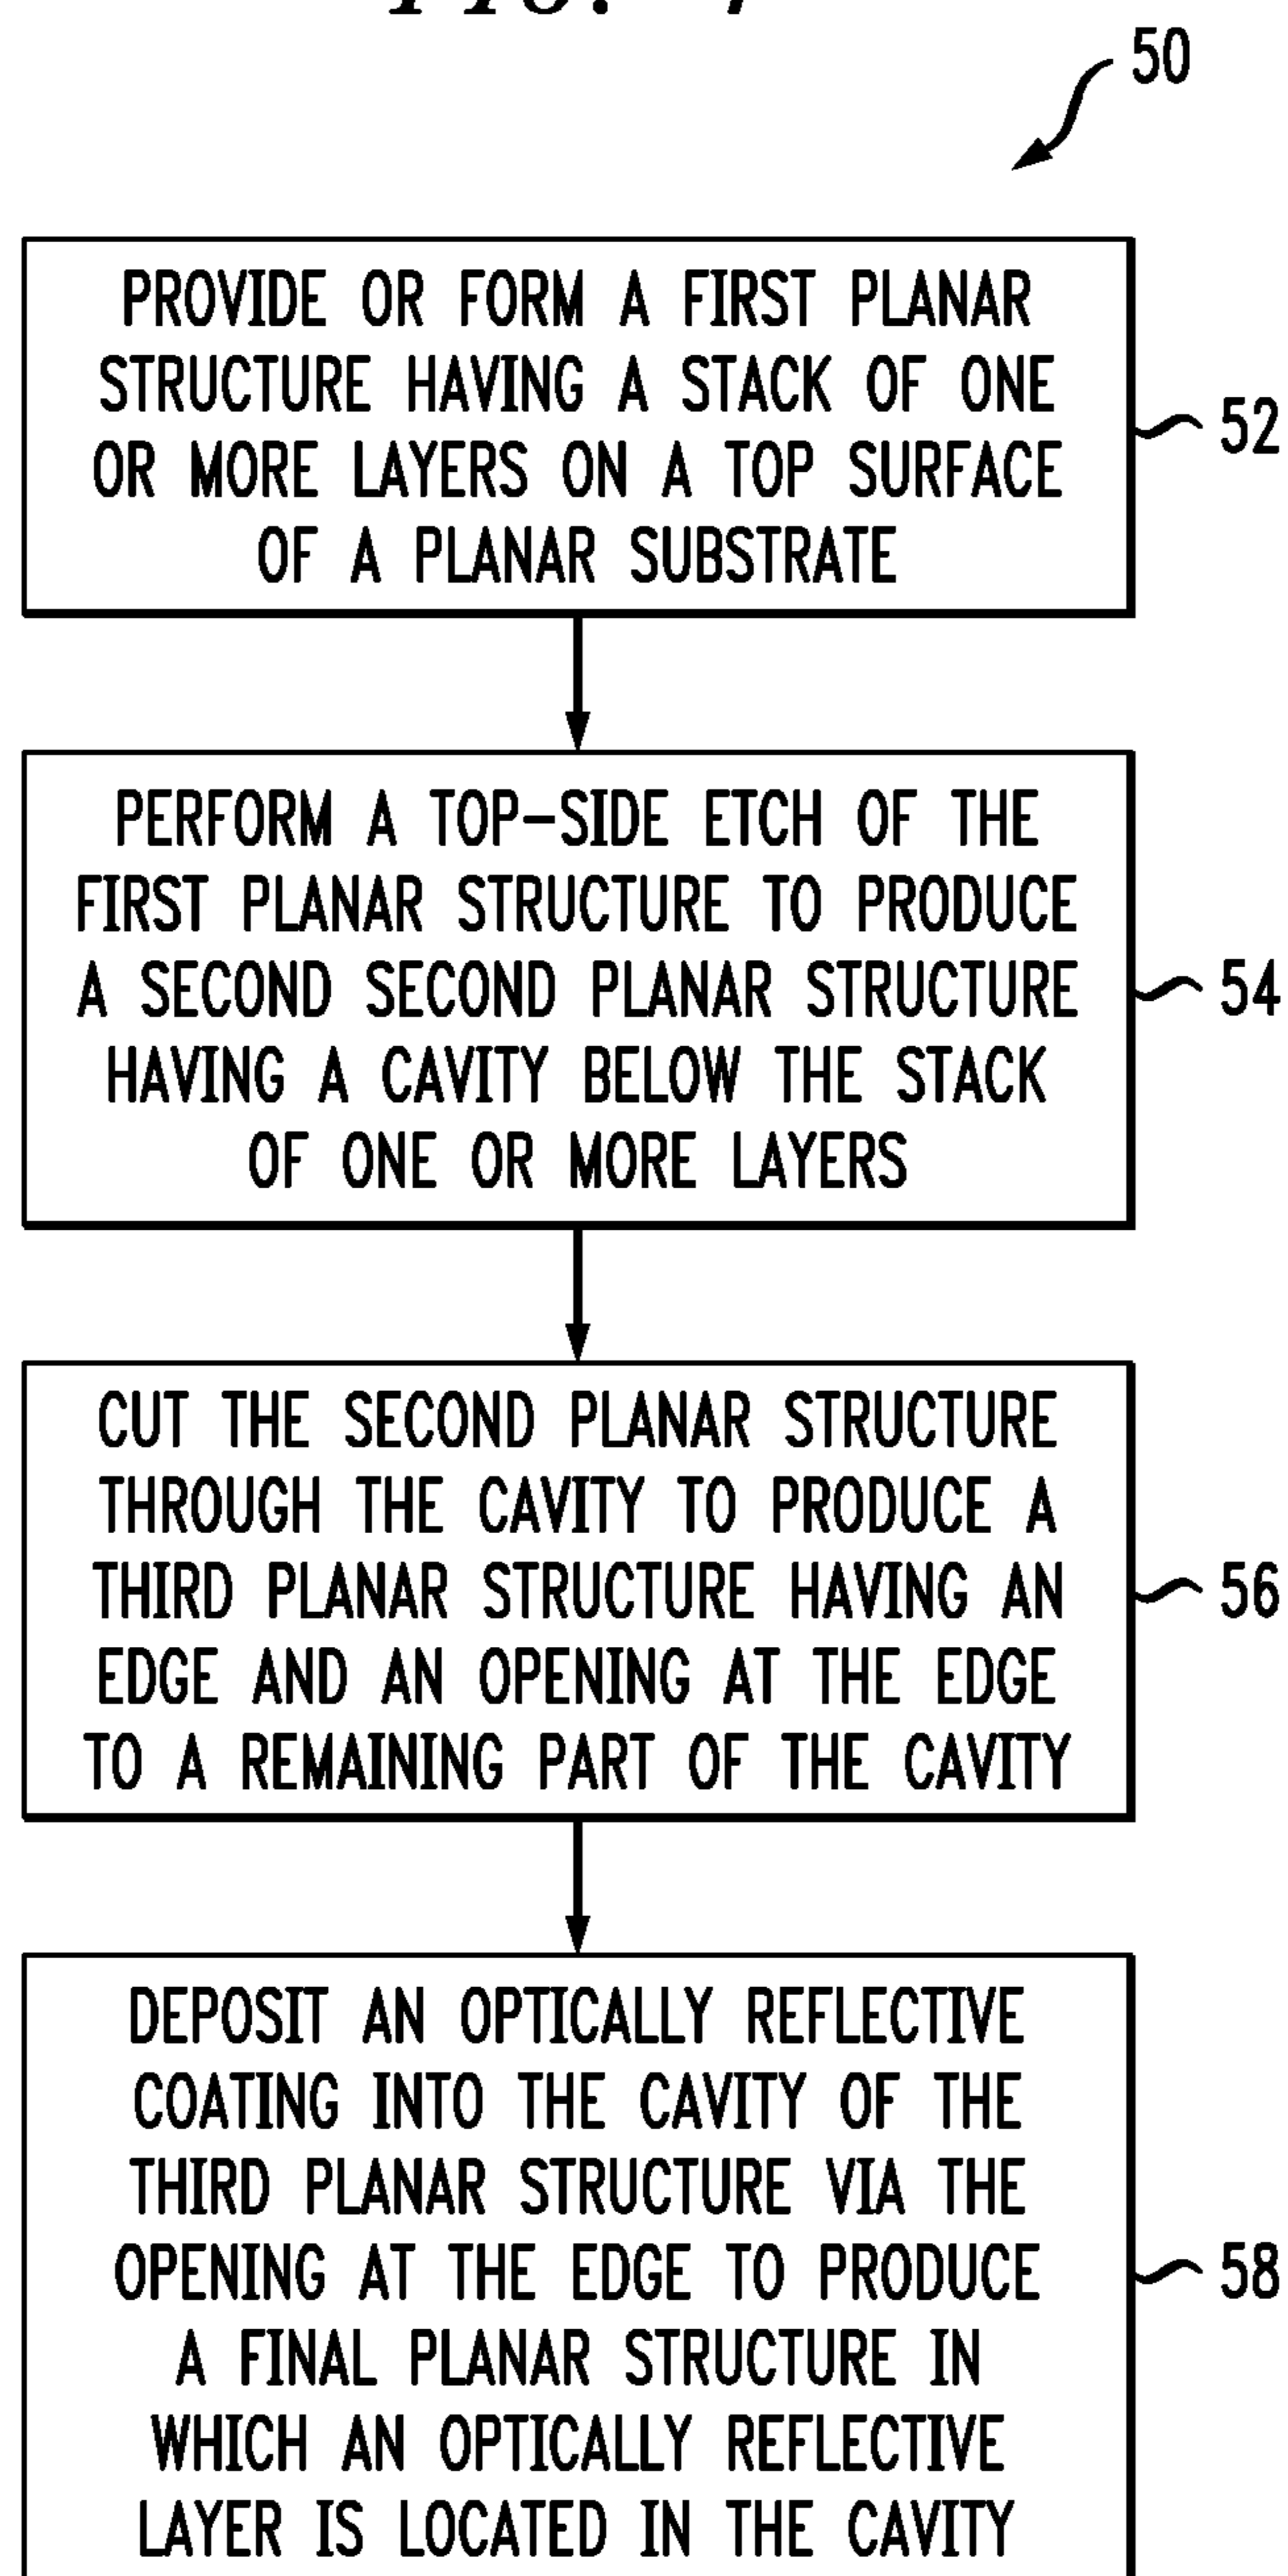 FIG. 4
50
PROVIDE OR FORM A FIRST PLANAR
STRUCTURE HAVING A STACK OF ONE
OR MORE LAYERS ON A TOP SURFACE
OF A PLANAR SUBSTRATE
52
PERFORM A TOP-SIDE ETCH OF THE
FIRST PLANAR STRUCTURE TO PRODUCE
A SECOND SECOND PLANAR STRUCTURE
HAVING A CAVITY BELOW THE STACK
OF ONE OR MORE LAYERS
54
CUT THE SECOND PLANAR STRUCTURE
THROUGH THE CAVITY TO PRODUCE A
THIRD PLANAR STRUCTURE HAVING AN
EDGE AND AN OPENING AT THE EDGE
TO A REMAINING PART OF THE CAVITY
56
DEPOSIT AN OPTICALLY REFLECTIVE
COATING INTO THE CAVITY OF THE
THIRD PLANAR STRUCTURE VIA THE
OPENING AT THE EDGE TO PRODUCE
A FINAL PLANAR STRUCTURE IN
WHICH AN OPTICALLY REFLECTIVE
LAYER IS LOCATED IN THE CAVITY
58